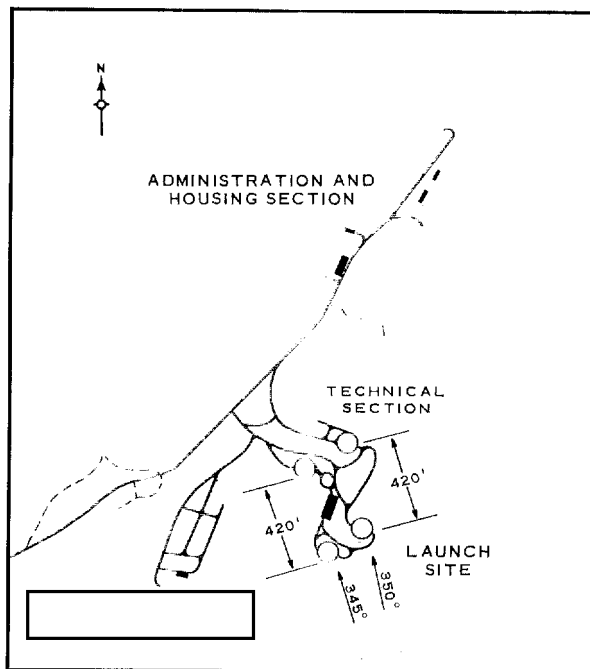 N
ADMINISTRATION AND
HOUSING SECTION
TECHNICAL
SECTION
420'
420'
LAUNCH
SITE
345°
350°